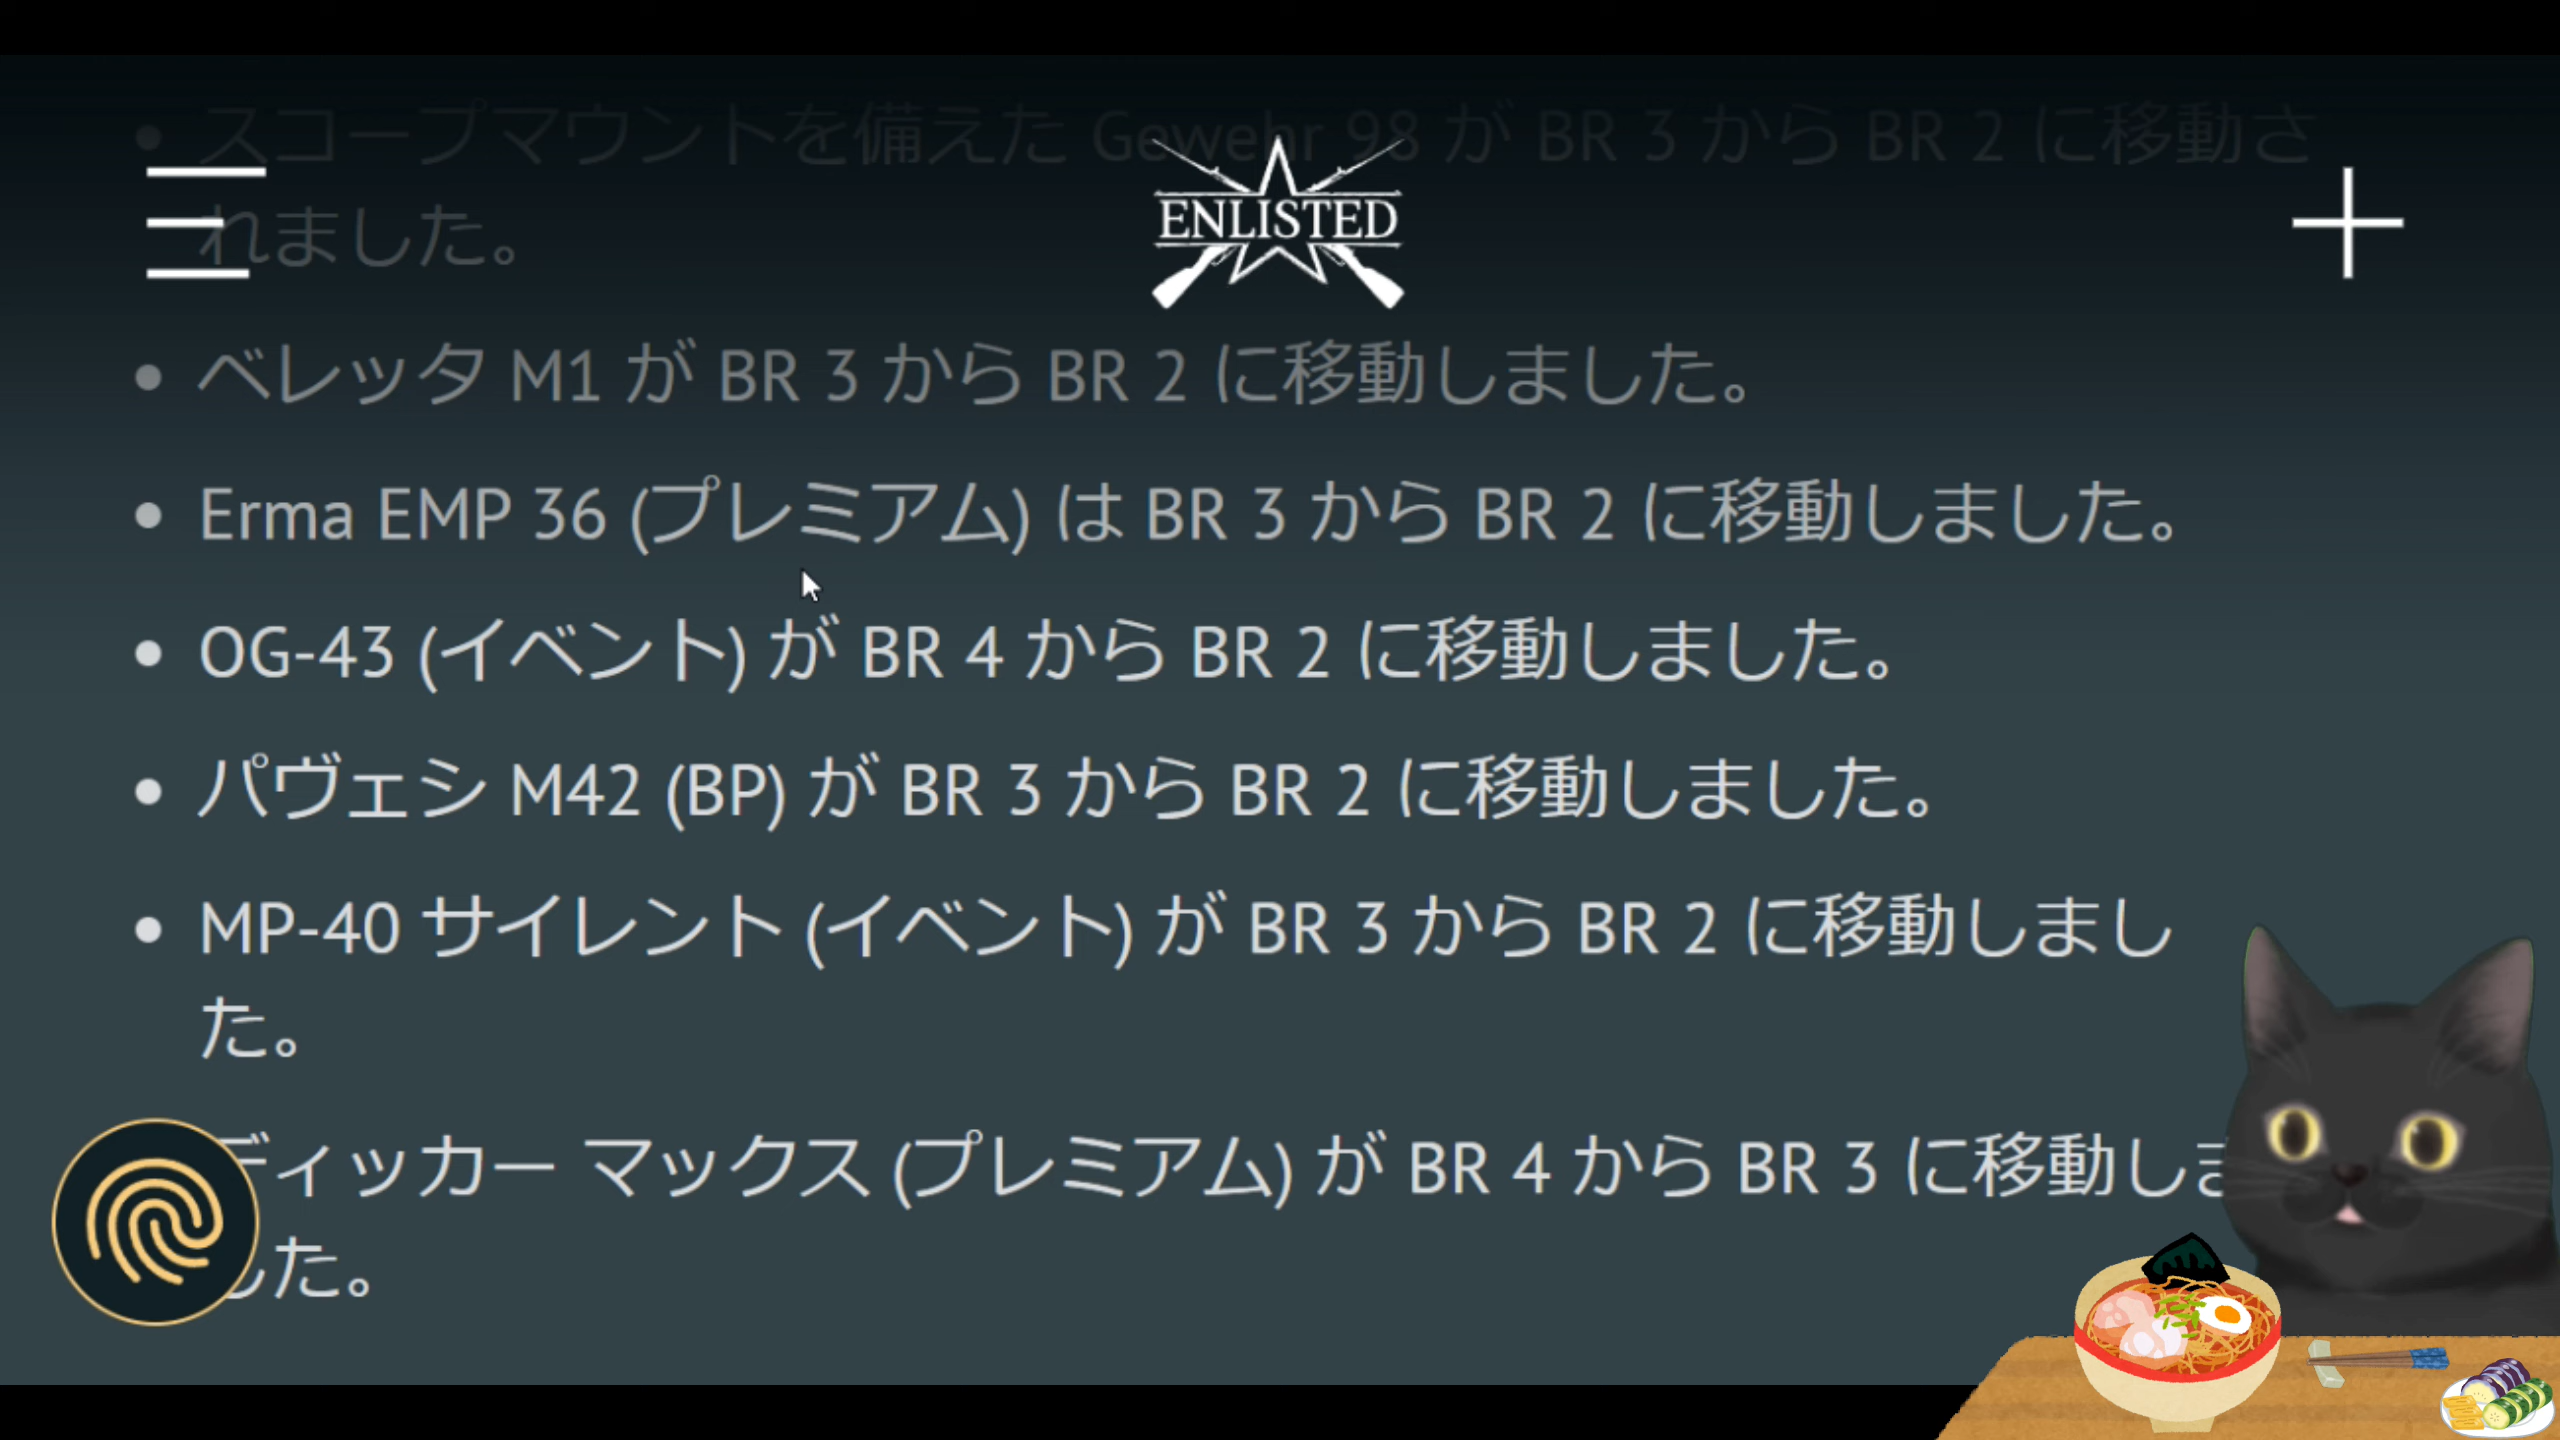 スコープマウントを備えた Gewehr 98 が BR 3 から BR 2 に移動さ
れました。
ENLISTED
ベレッタ M1 が BR 3 から BR 2 に移動しました。
Erma EMP 36 (プレミアム) は BR 3 から BR 2 に移動しました。
OG-43 (イベント) が BR 4 から BR 2 に移動しました。
パヴェシ M42 (BP) が BR 3 から BR 2 に移動しました。
MP-40 サイレント (イベント) が BR 3 から BR 2 に移動しまし
た。
ディッカー マックス (プレミアム) が BR 4 から BR 3 に移動しま
した。